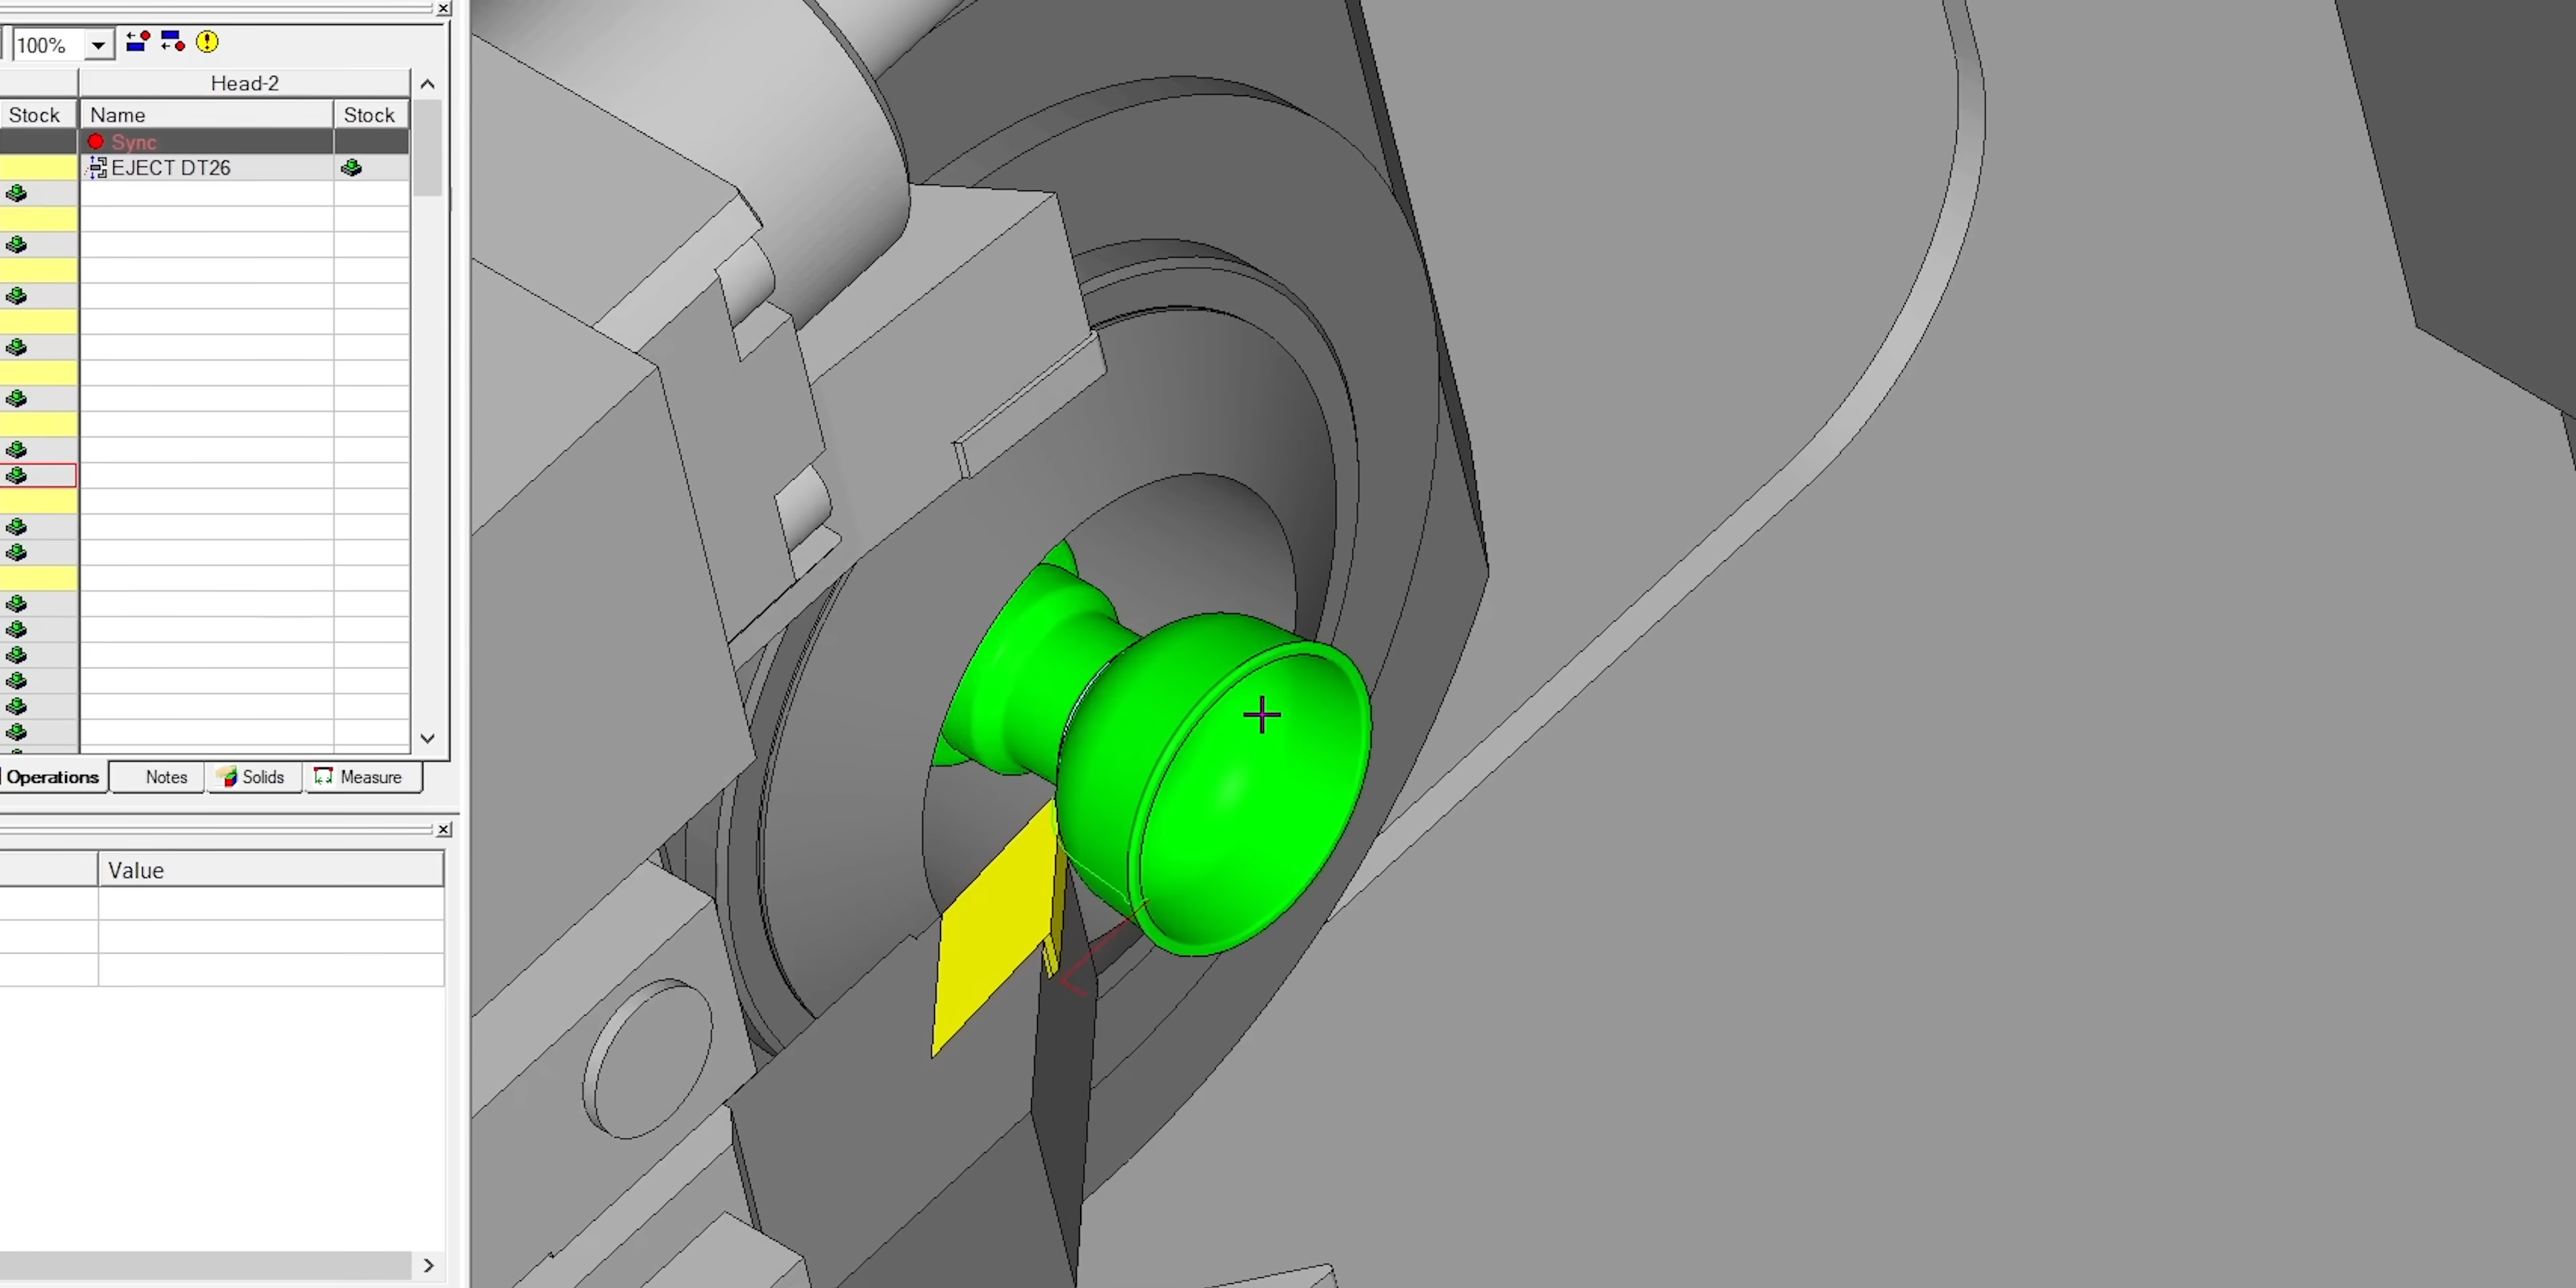 100%
Head-2
Stock Name Stock
Sync
EJECT DT26
Operations Notes Solids Measure
Value